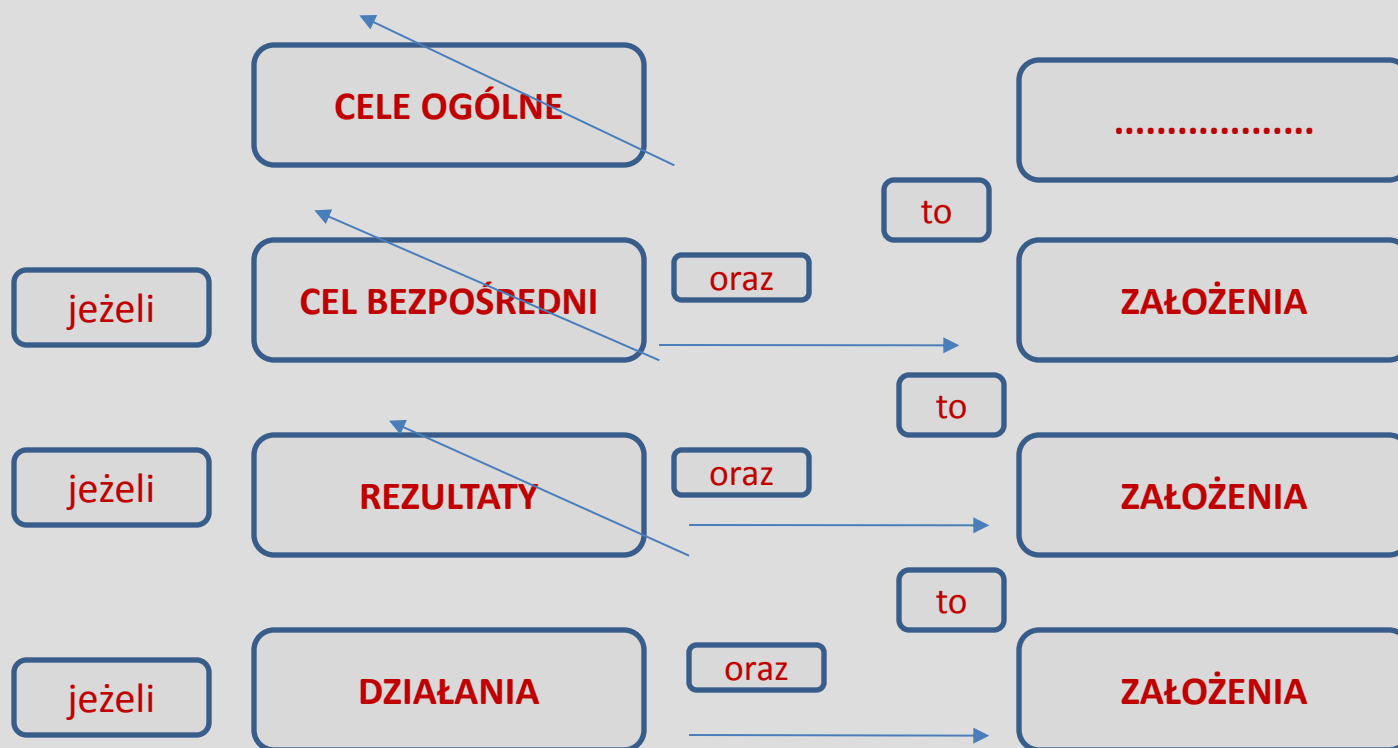 CELE OGÓLNE
...................
to
jeżeli
CEL BEZPOŚREDNI
oraz
ZAŁOŻENIA
to
jeżeli
REZULTATY
oraz
ZAŁOŻENIA
to
jeżeli
DZIAŁANIA
oraz
ZAŁOŻENIA